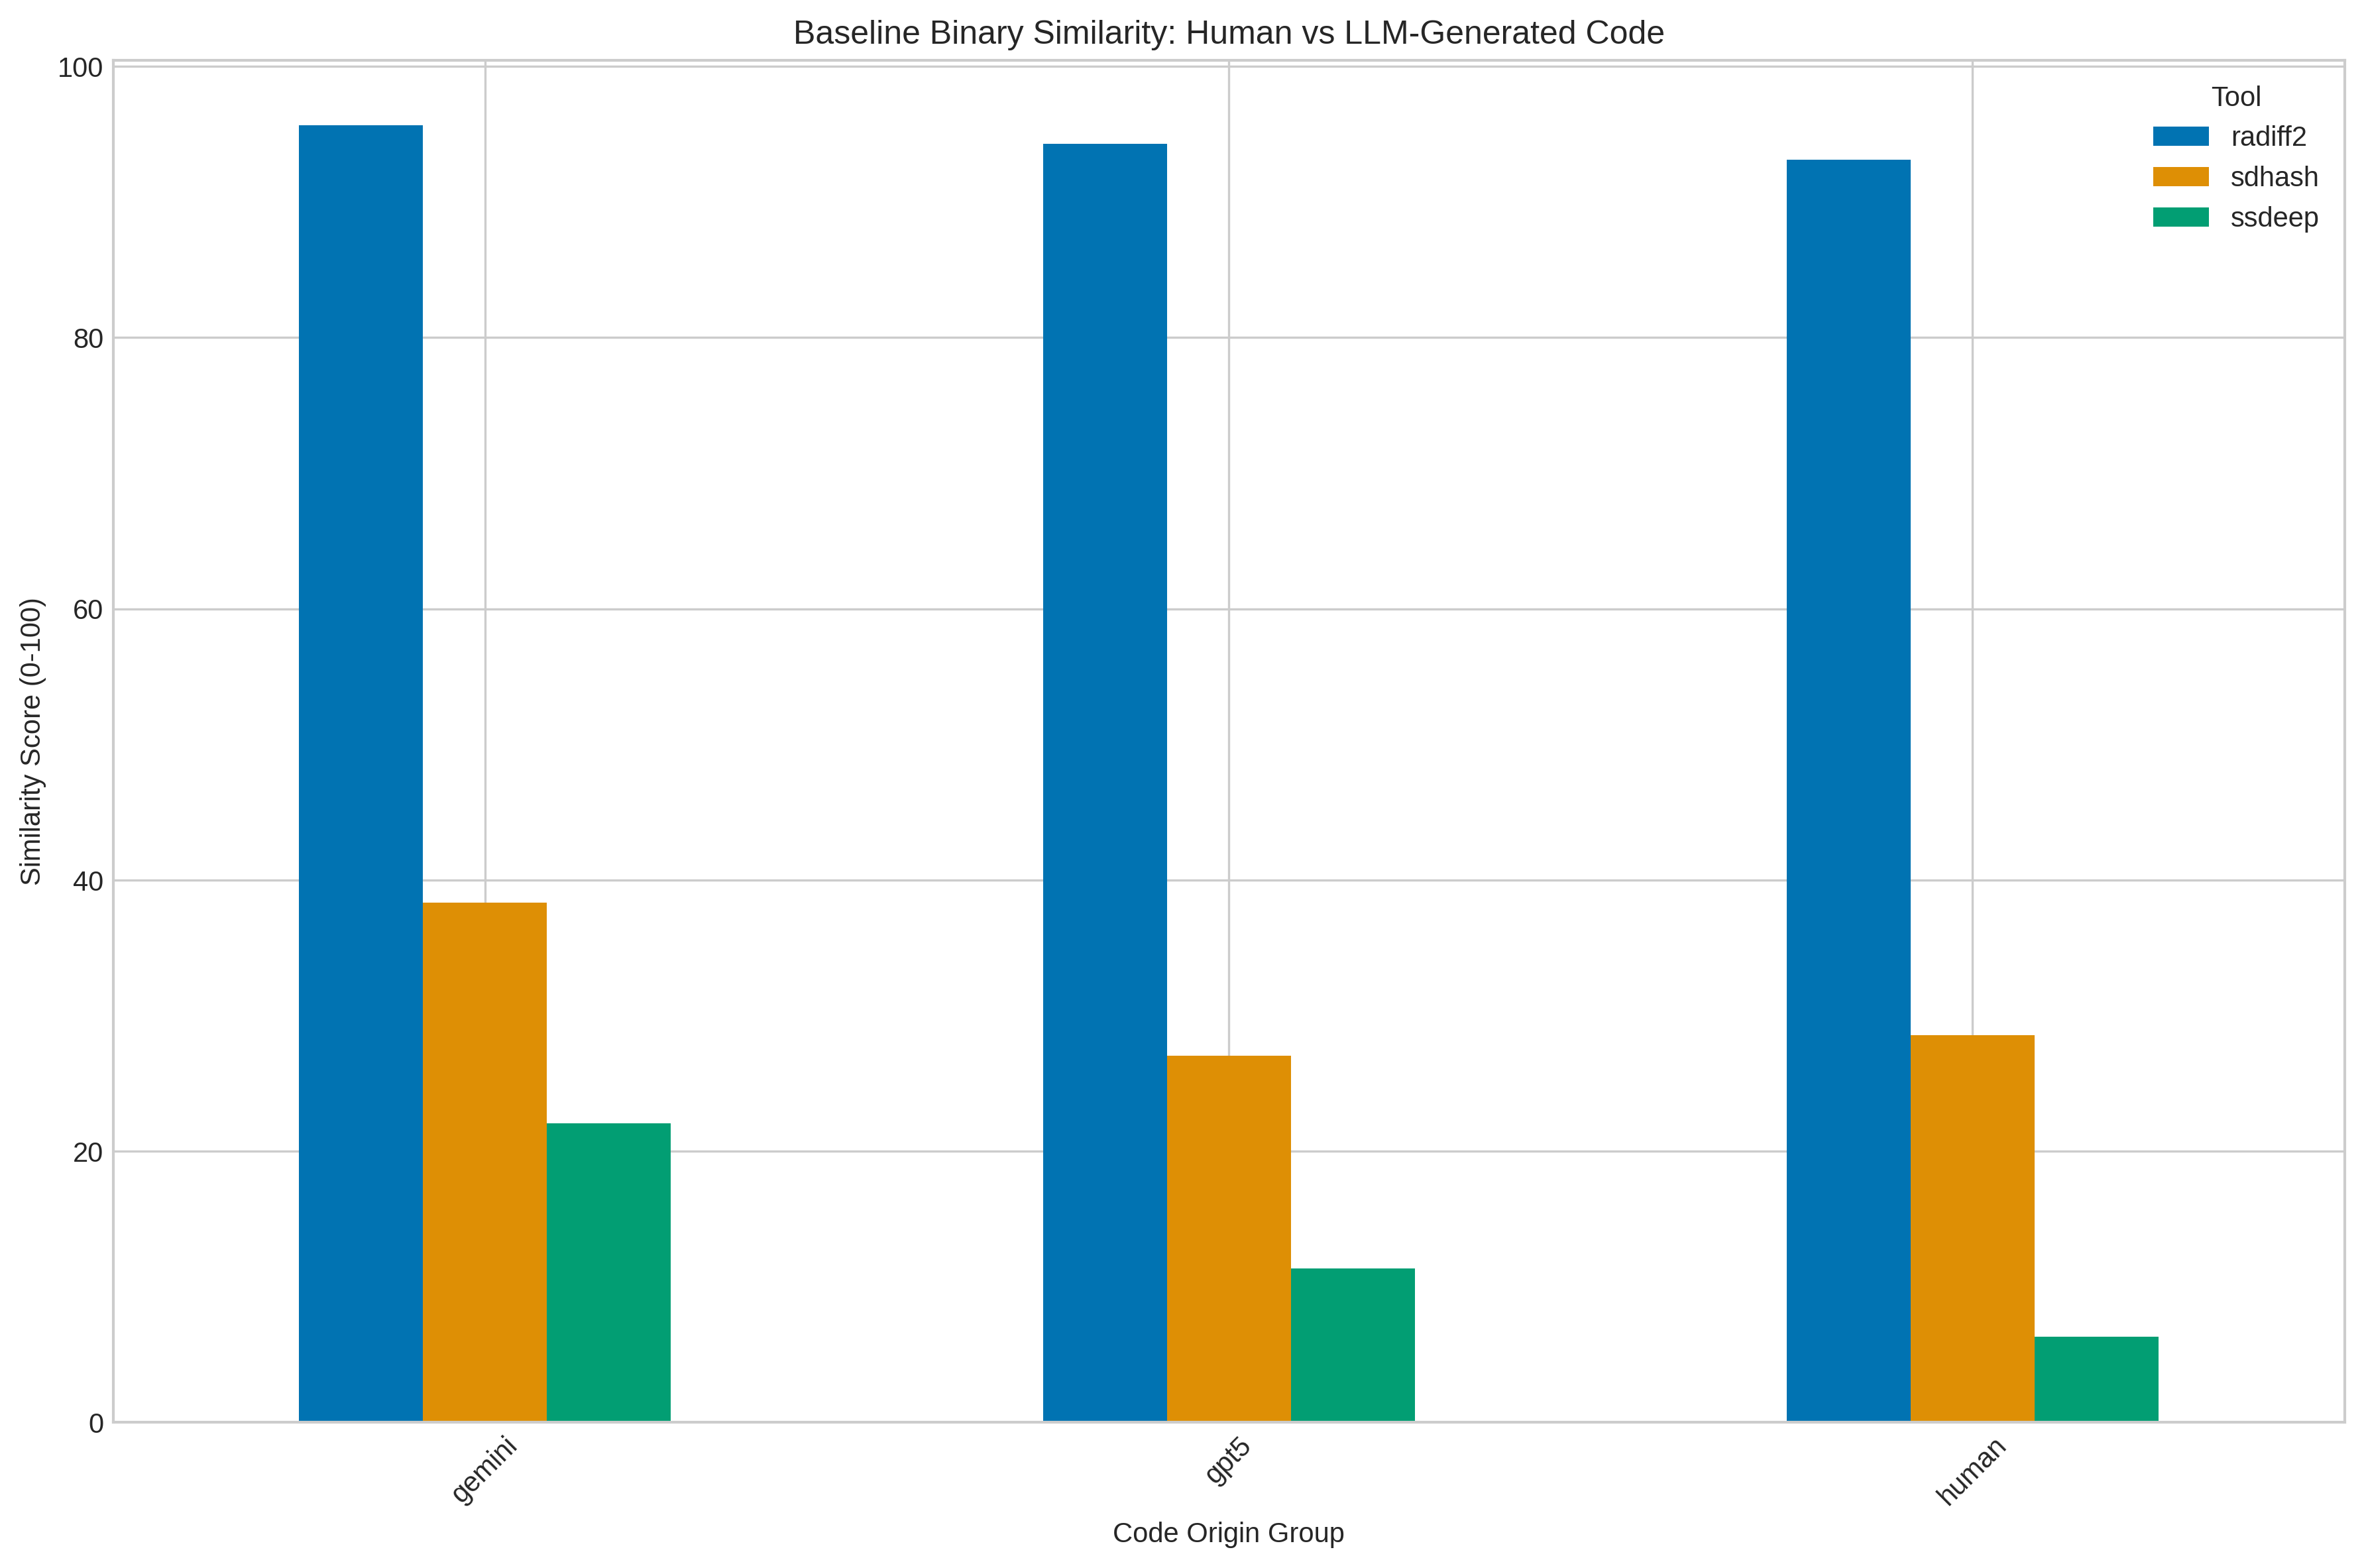 Baseline Binary Similarity: Human vs LLM-Generated Code
Similarity Score (0-100)
100
80
60
40
20
0
Tool
radiff2
sdhash
ssdeep
gemini
gpt5
human
Code Origin Group